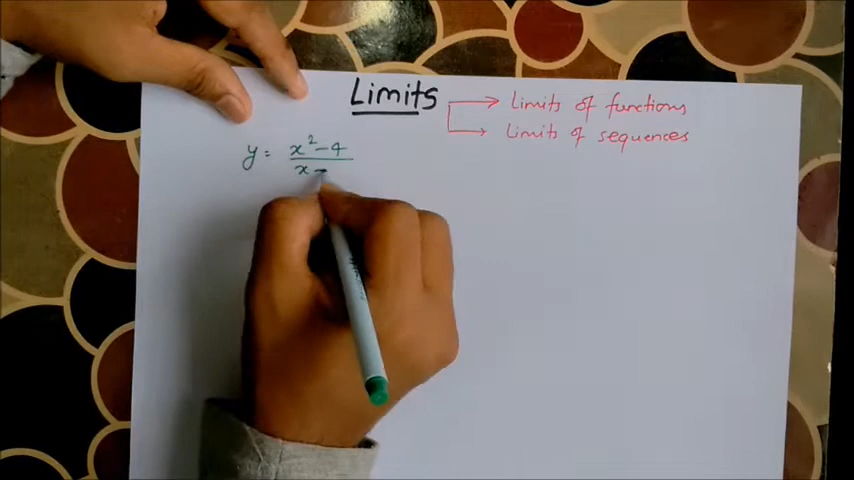 Limits
Limits of functions
Limits of sequences
y = x²-4
x -